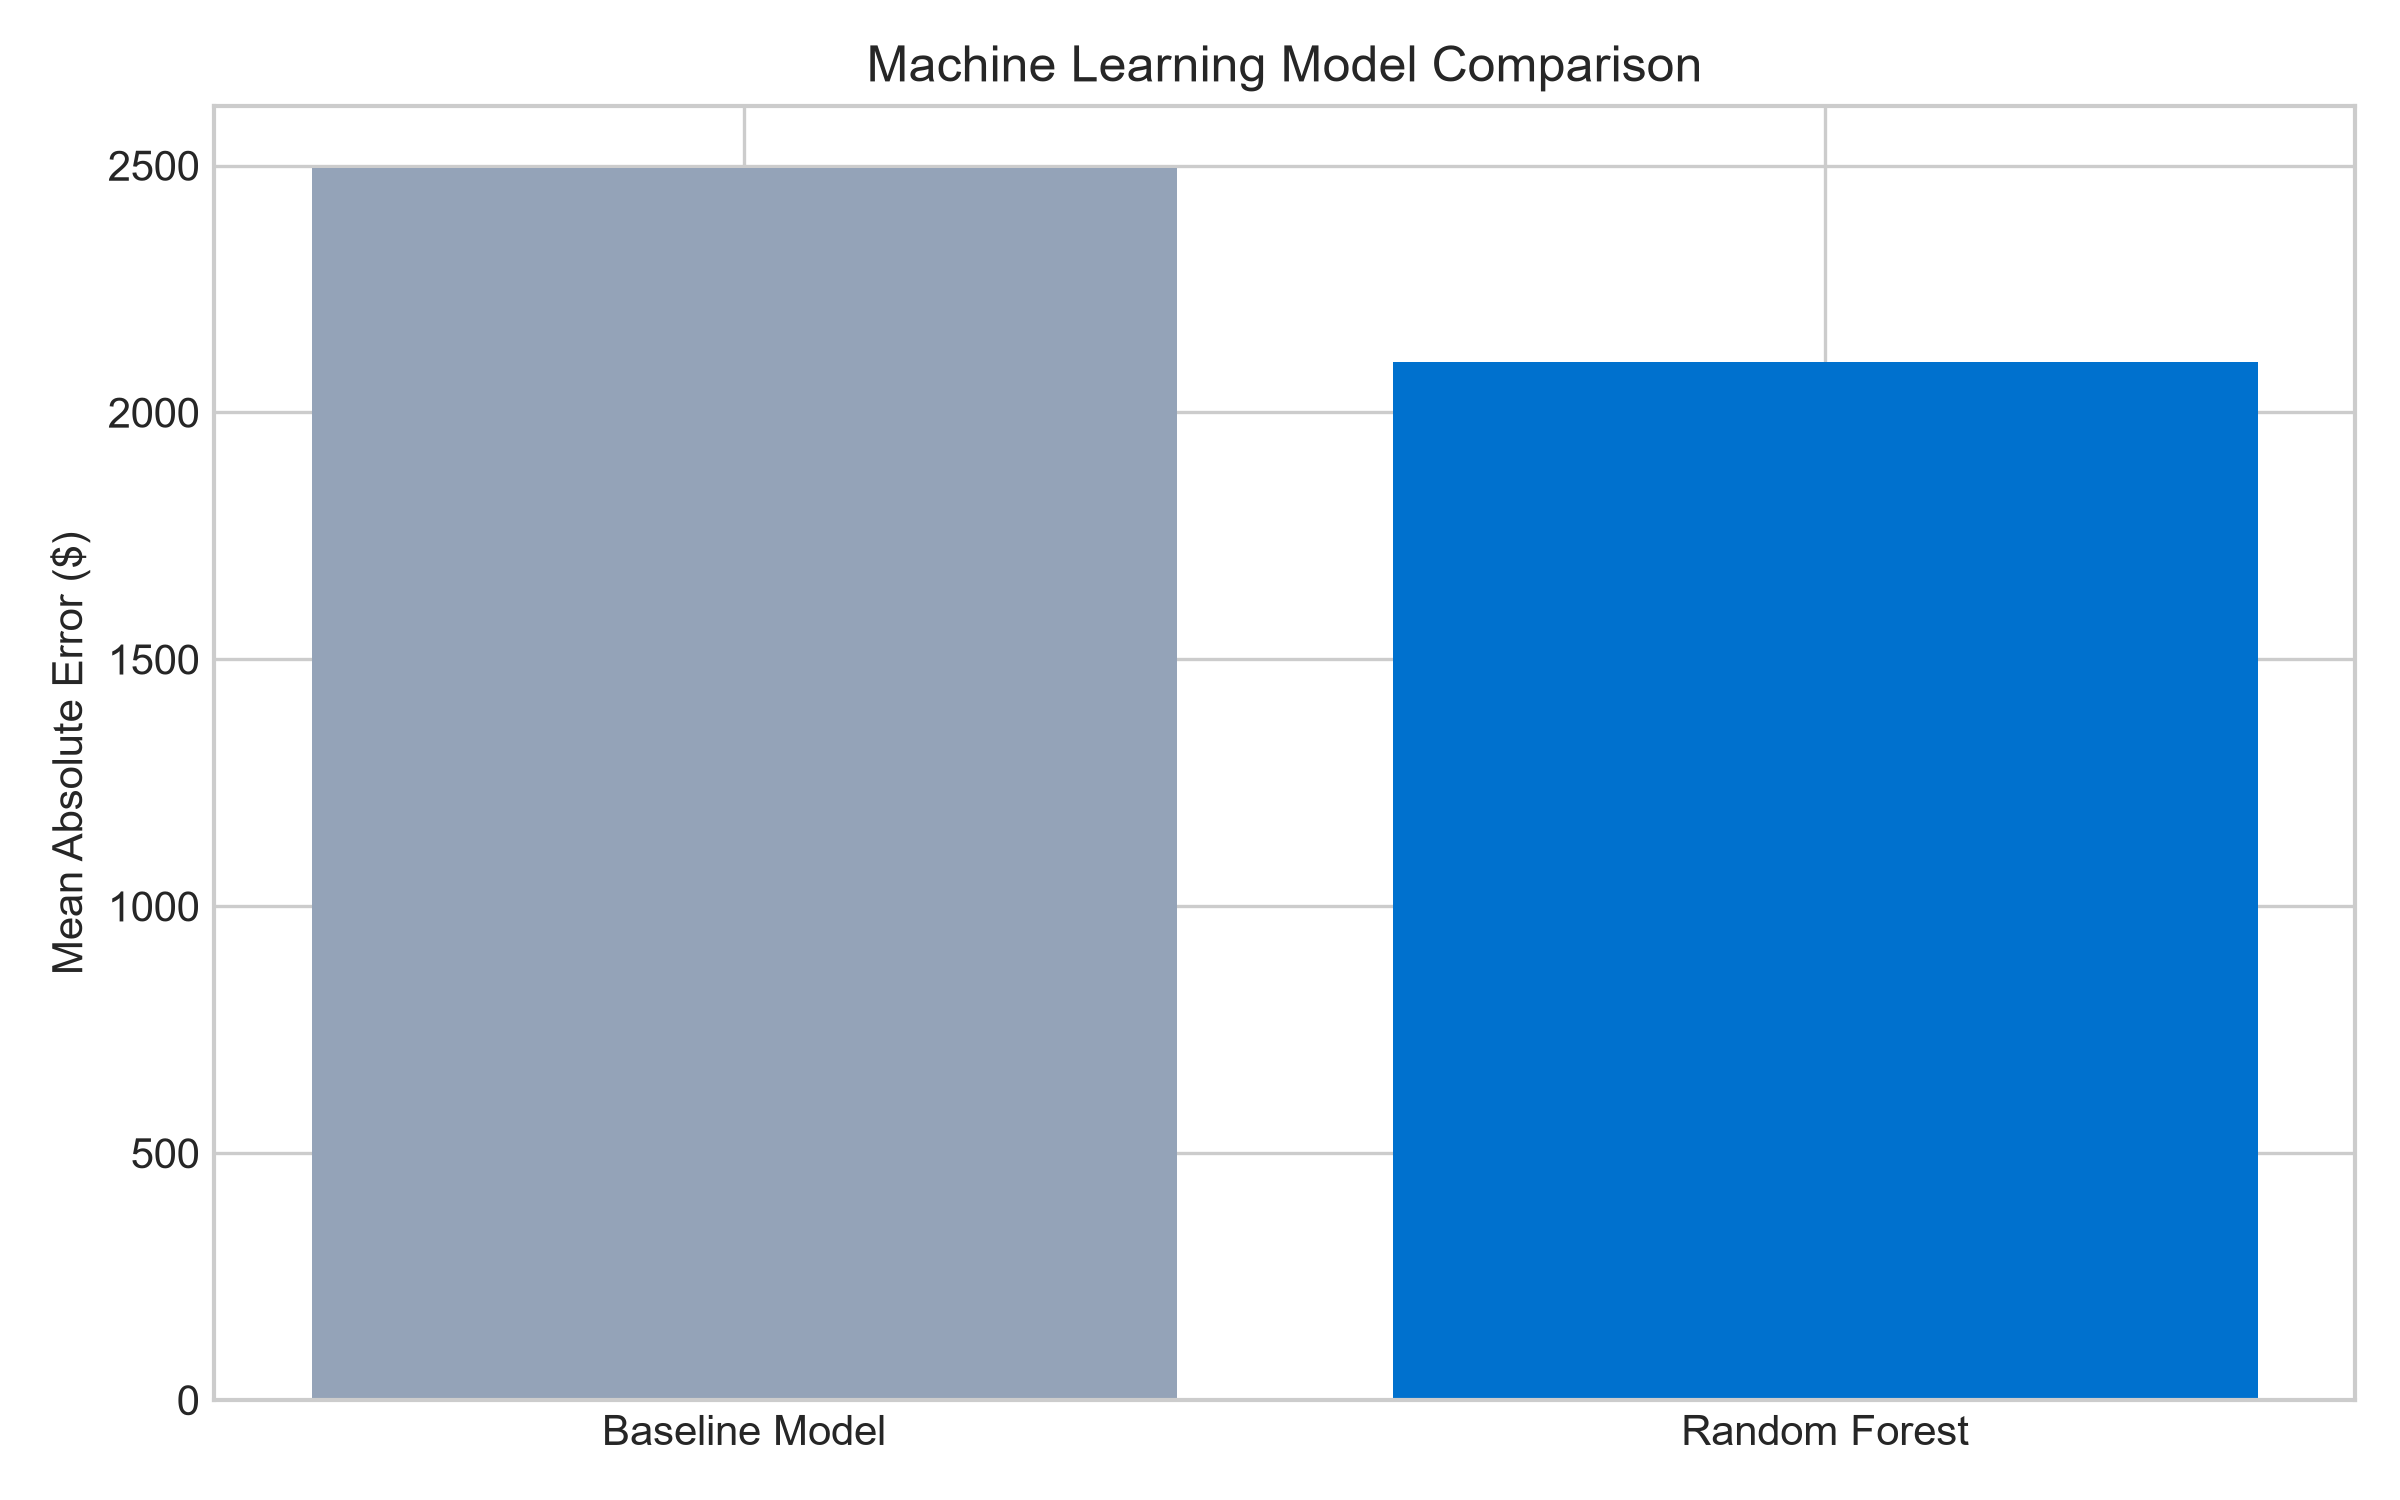 Machine Learning Model Comparison
Mean Absolute Error ($)
2500
2000
1500
1000
500
0
Baseline Model
Random Forest